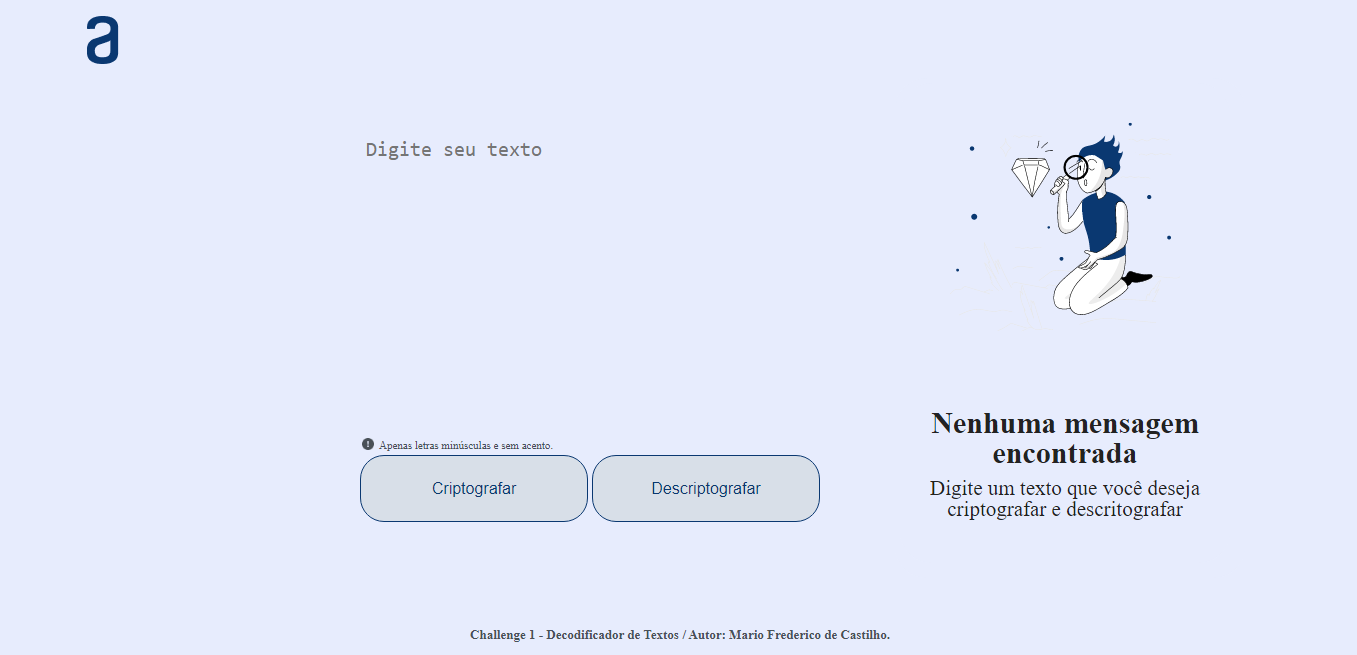 a
Digite seu texto
! Apenas letras minúsculas e sem acento.
Criptografar
Descriptografar
Nenhuma mensagem
encontrada
Digite um texto que você deseja
criptografar e descritografar
Challenge 1 - Decodificador de Textos / Autor: Mario Frederico de Castilho.